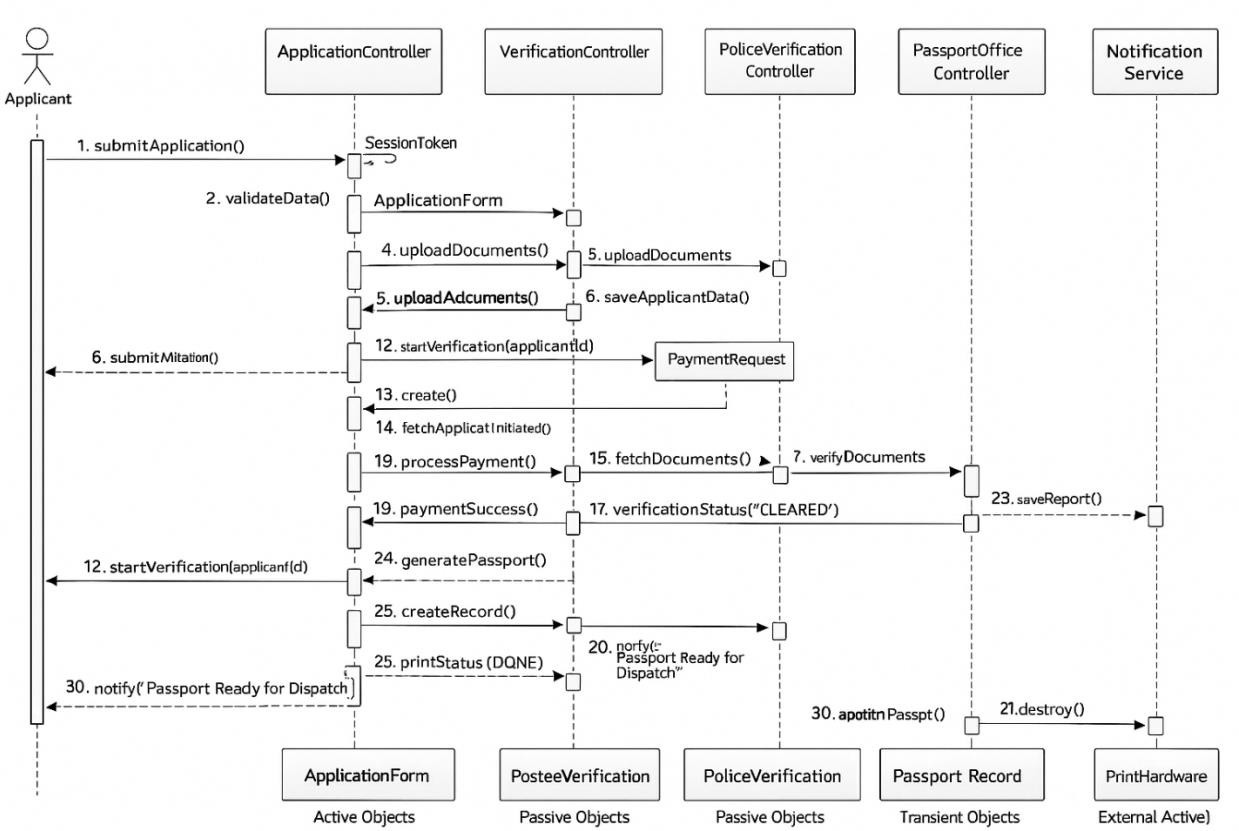 Applicant
ApplicationController
VerificationController
PoliceVerification
Controller
PassportOffice
Controller
Notification
Service
1. submitApplication()
SessionToken
2. validateData()
ApplicationForm
4. uploadDocuments()
5. uploadDocuments
5. uploadAdcuments()
6. saveApplicantData()
6. submitMitation()
12. startVerification(applicantId)
PaymentRequest
13. create()
14. fetchApplicatInitiated()
19. processPayment()
15. fetchDocuments()
7. verifyDocuments
23. saveReport()
19. paymentSuccess()
17. verificationStatus("CLEARED')
24. generatePassport()
12. startVerification(applicanf(d)
25. createRecord()
20. norfy(:-
Passport Ready for
Dispatch"
25. printStatus (DQNE)
30. notify('Passport Ready for Dispatch)
30. apotitn Passpt()
21.destroy()
ApplicationForm
PosteeVerification
PoliceVerification
Passport Record
PrintHardware
Active Objects
Passive Objects
Passive Objects
Transient Objects
External Active)